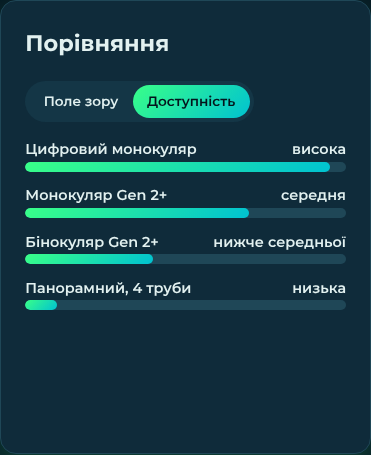 Порівняння
Поле зору Доступність
Цифровий монокуляр висока
Монокуляр Gen 2+ середня
Бінокуляр Gen 2+ нижче середньої
Панорамний, 4 труби низька